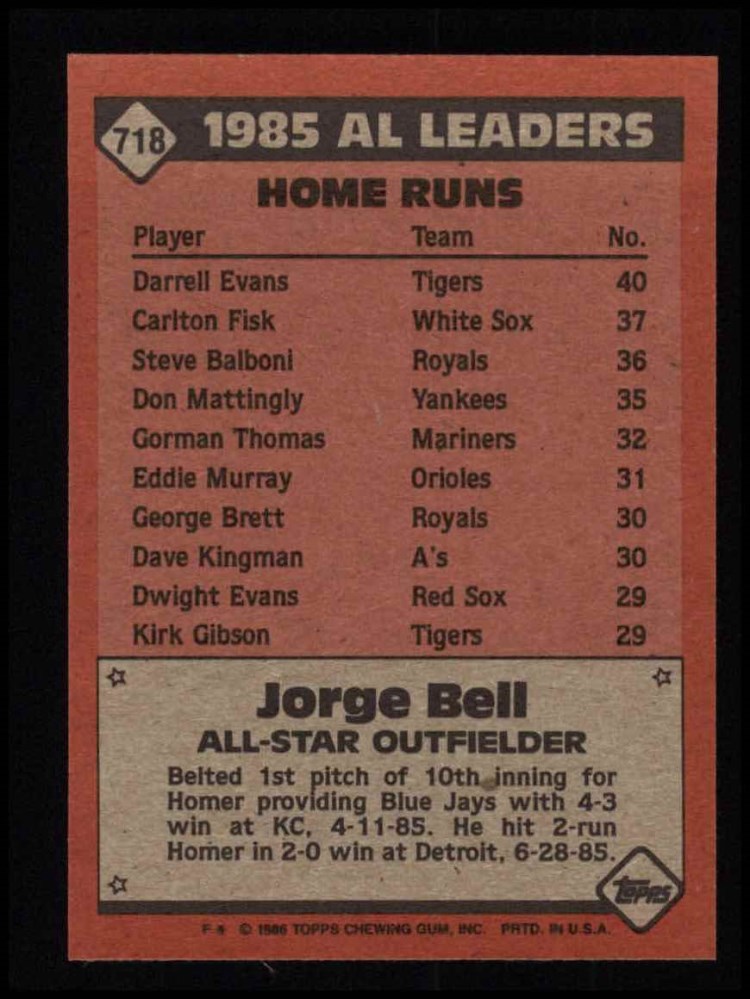 718 1985 AL LEADERS
HOME RUNS
Player Team No.
Darrell Evans Tigers 40
Carlton Fisk White Sox 37
Steve Balboni Royals 36
Don Mattingly Yankees 35
Gorman Thomas Mariners 32
Eddie Murray Orioles 31
George Brett Royals 30
Dave Kingman A's 30
Dwight Evans Red Sox 29
Kirk Gibson Tigers 29
Jorge Bell
ALL-STAR OUTFIELDER
Belted 1st pitch of 10th inning for
Homer providing Blue Jays with 4-3
win at KC, 4-11-85. He hit 2-run
Homer in 2-0 win at Detroit, 6-28-85.
topps
© 1986 TOPPS CHEWING GUM, INC. PRTD. IN U.S.A.